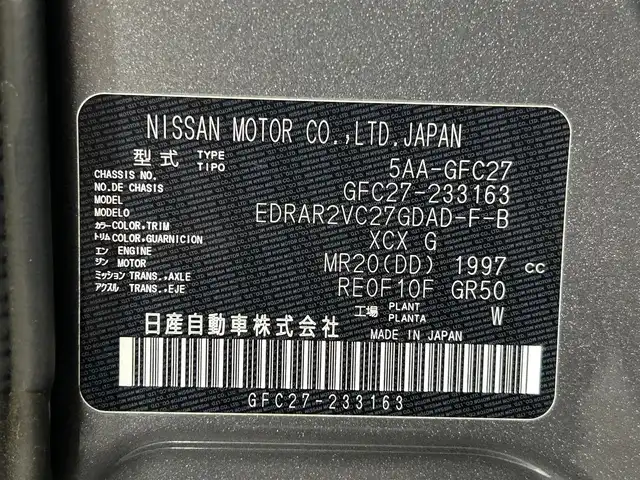 NISSAN MOTOR CO.,LTD.JAPAN
型式 TYPE TIPO 5AA-GFC27
CHASSIS NO.
NO.DE CHASIS GFC27-233163
MODEL
MODELO EDRAR2VC27GDAD-F-B
カラー COLOR,TRIM
トリム COLOR,GUARNICION XCX G
エン ENGINE
ジン MOTOR MR20(DD) 1997 cc
ミッション TRANS.,AXLE
アクスル TRANS.,EJE RE0F10F GR50
工場 PLANT PLANTA W
日産自動車株式会社 MADE IN JAPAN
GFC27-233163